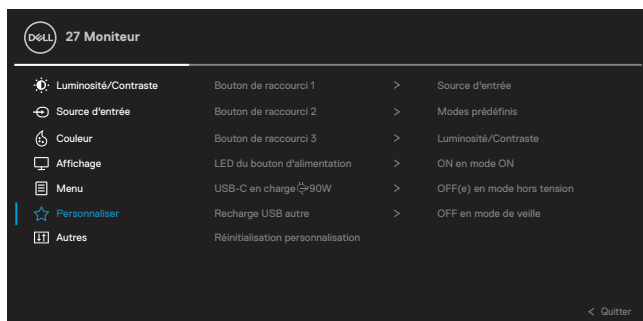 DELL 27 Moniteur
Luminosité/Contraste Bouton de raccourci 1 > Source d'entrée
Source d'entrée Bouton de raccourci 2 > Modes prédéfinis
Couleur Bouton de raccourci 3 > Luminosité/Contraste
Affichage LED du bouton d'alimentation > ON en mode ON
Menu USB-C en charge 90W > OFF(e) en mode hors tension
Personnaliser Recharge USB autre > OFF en mode de veille
Autres Réinitialisation personnalisation
< Quitter